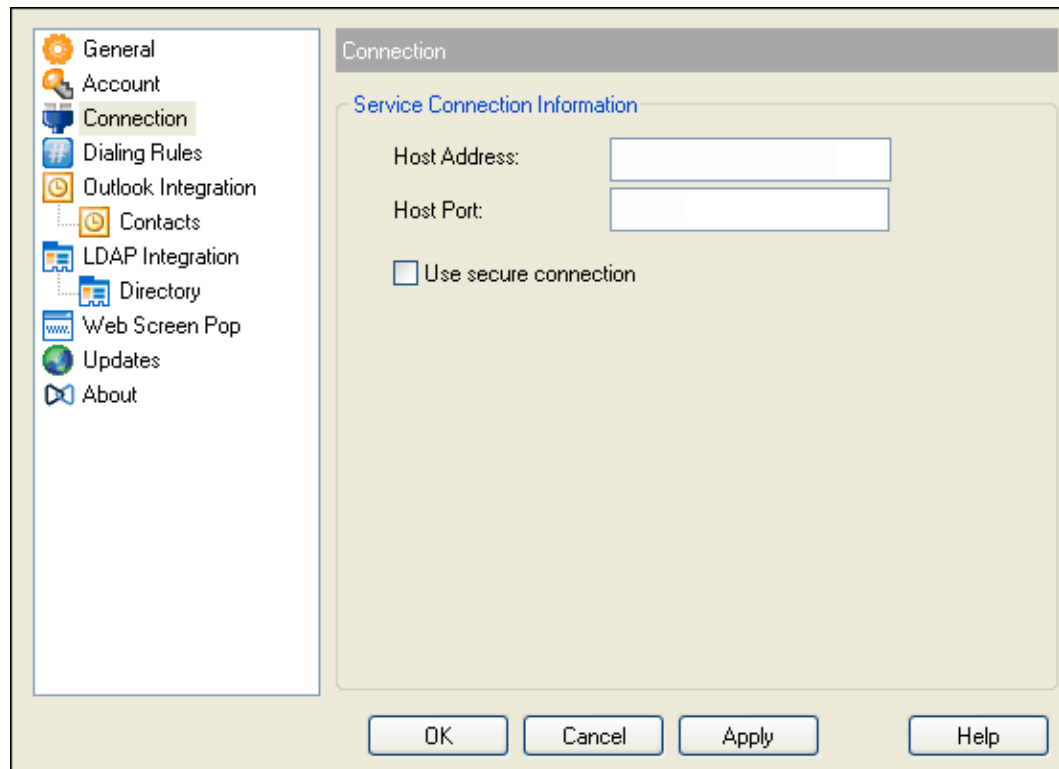 General
Account
Connection
Dialing Rules
Outlook Integration
Contacts
LDAP Integration
Directory
www.
Web Screen Pop
Updates
About
Connection
Service Connection Information
Host Address:
Host Port:
Use secure connection
OK
Cancel
Apply
Help